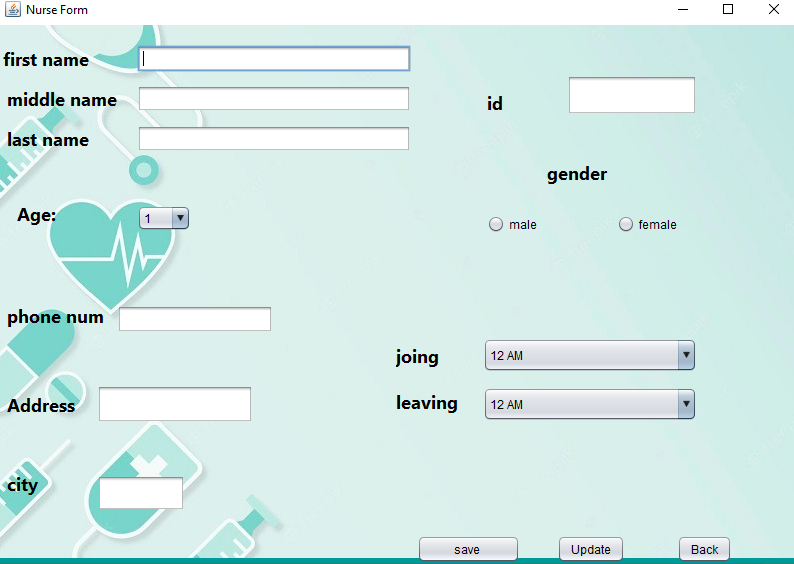 Nurse Form
first name
middle name
last name
id
gender
Age:
1
male
female
phone num
joing
12 AM
Address
leaving
12 AM
city
save
Update
Back